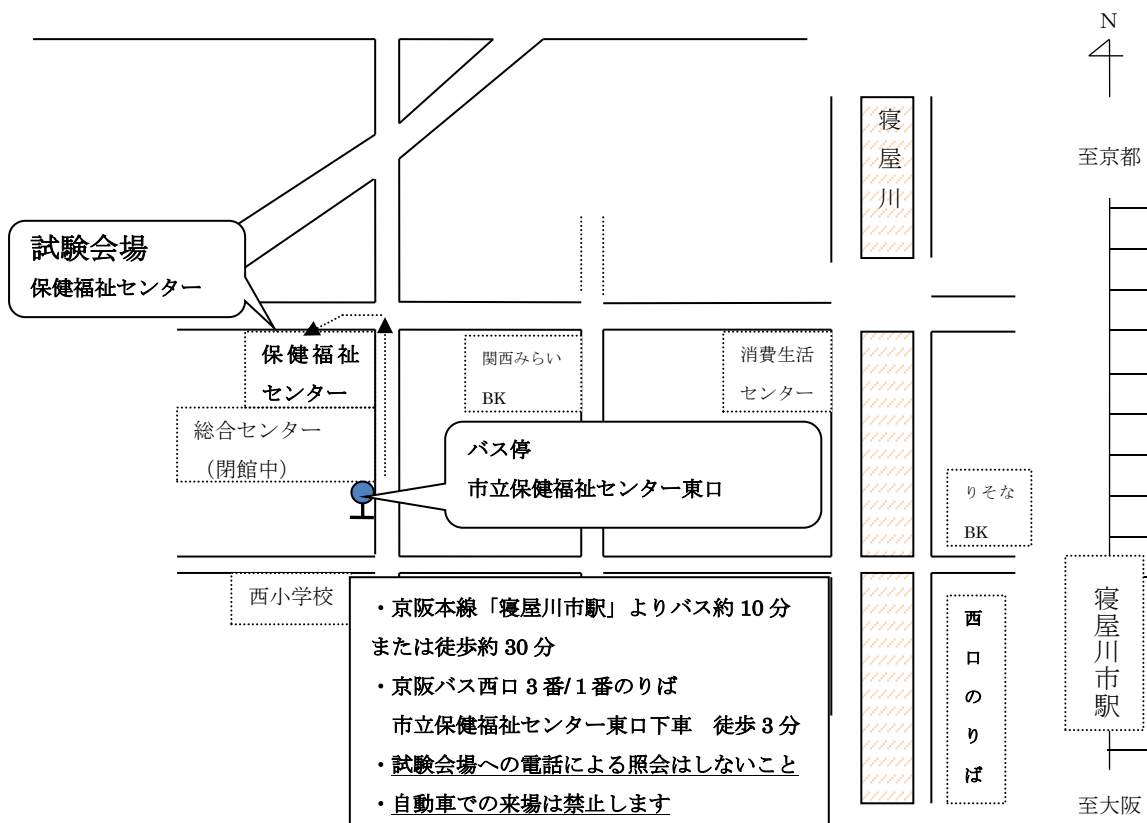 N
至京都
寝屋川
試験会場
保健福祉センター
保健福祉
センター
関西みらい
BK
消費生活
センター
総合センター
（閉館中）
バス停
市立保健福祉センター東口
りそな
BK
西小学校
・京阪本線「寝屋川市駅」よりバス約 10 分
または徒歩約 30 分
・京阪バス西口 3 番/ 1 番のりば
市立保健福祉センター東口下車　徒歩 3 分
・試験会場への電話による照会はしないこと
・自動車での来場は禁止します
西口のりば
寝屋川市駅
至大阪